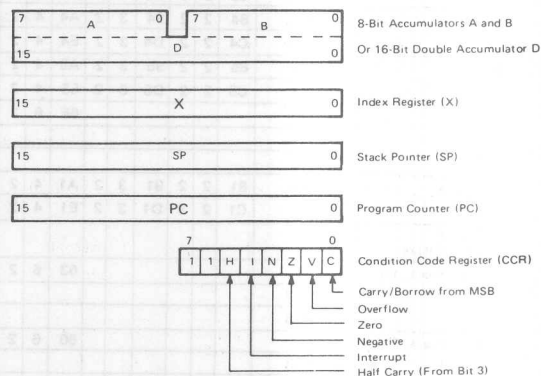 7 A 0 7 B 0 8-Bit Accumulators A and B
15 D 0 Or 16-Bit Double Accumulator D
15 X 0 Index Register (X)
15 SP 0 Stack Pointer (SP)
15 PC 0 Program Counter (PC)
7 0
1 1 H I N Z V C Condition Code Register (CCR)
Carry/Borrow from MSB
Overflow
Zero
Negative
Interrupt
Half Carry (From Bit 3)